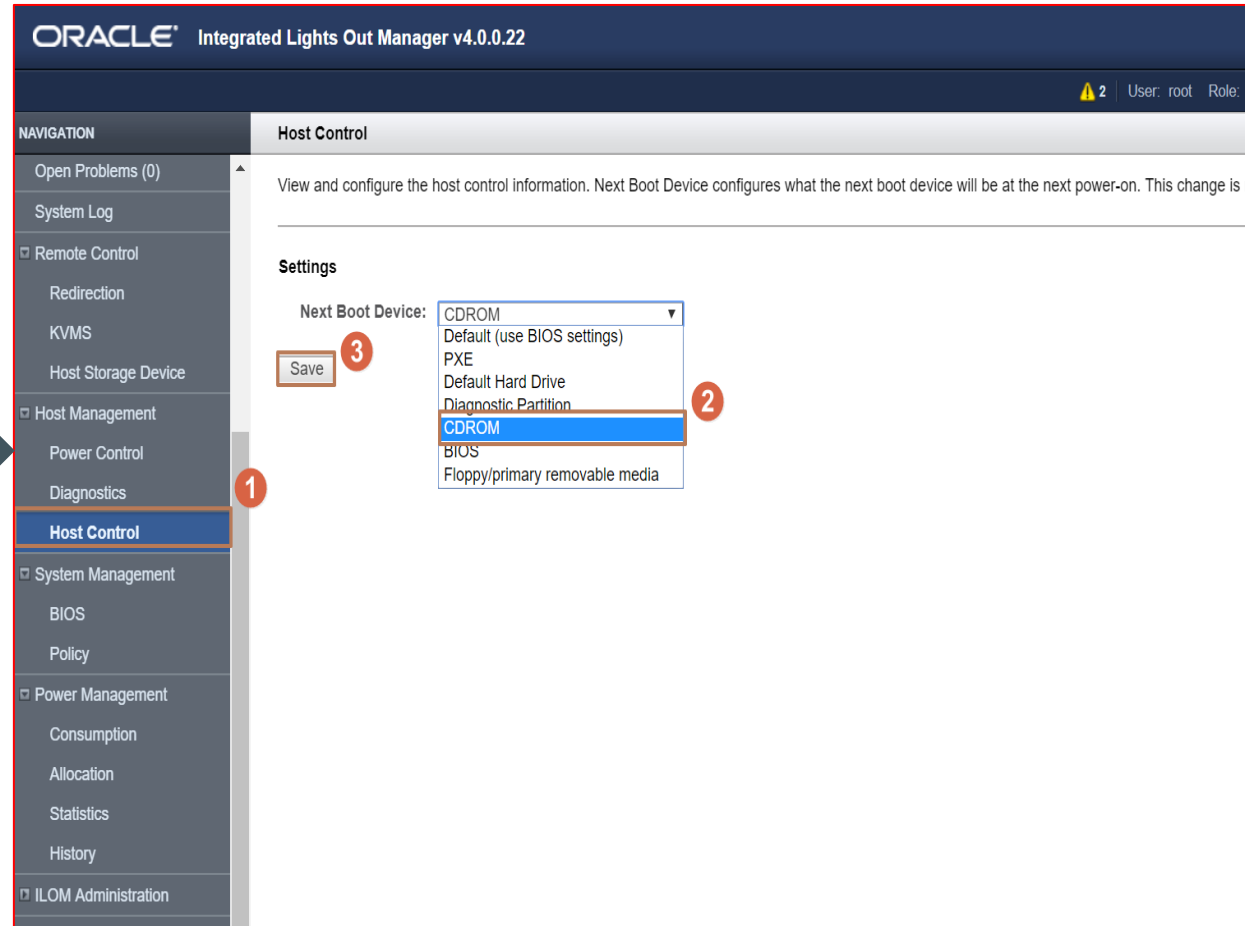 ORACLE® Integrated Lights Out Manager v4.0.0.22
2 User: root Role:
NAVIGATION
Host Control
Open Problems (0)
System Log
Remote Control
Redirection
KVMS
Host Storage Device
Host Management
Power Control
Diagnostics
1
Host Control
System Management
BIOS
Policy
Power Management
Consumption
Allocation
Statistics
History
ILOM Administration
View and configure the host control information. Next Boot Device configures what the next boot device will be at the next power-on. This change is
Settings
Next Boot Device: CDROM
Default (use BIOS settings)
PXE
Default Hard Drive
Diagnostic Partition
CDROM
BIOS
Floppy/primary removable media
2
Save
3